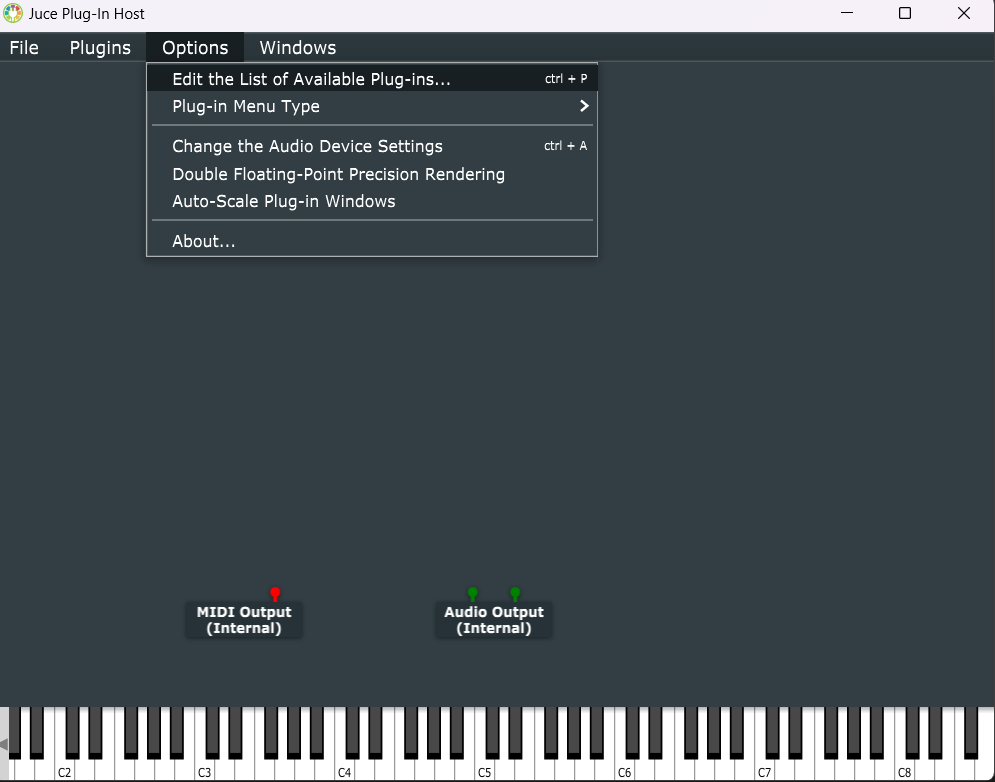 Juce Plug-In Host
File Plugins Options Windows
Edit the List of Available Plug-ins... ctrl + P
Plug-in Menu Type
Change the Audio Device Settings ctrl + A
Double Floating-Point Precision Rendering
Auto-Scale Plug-in Windows
About...
MIDI Output
(Internal)
Audio Output
(Internal)
C2 C3 C4 C5 C6 C7 C8